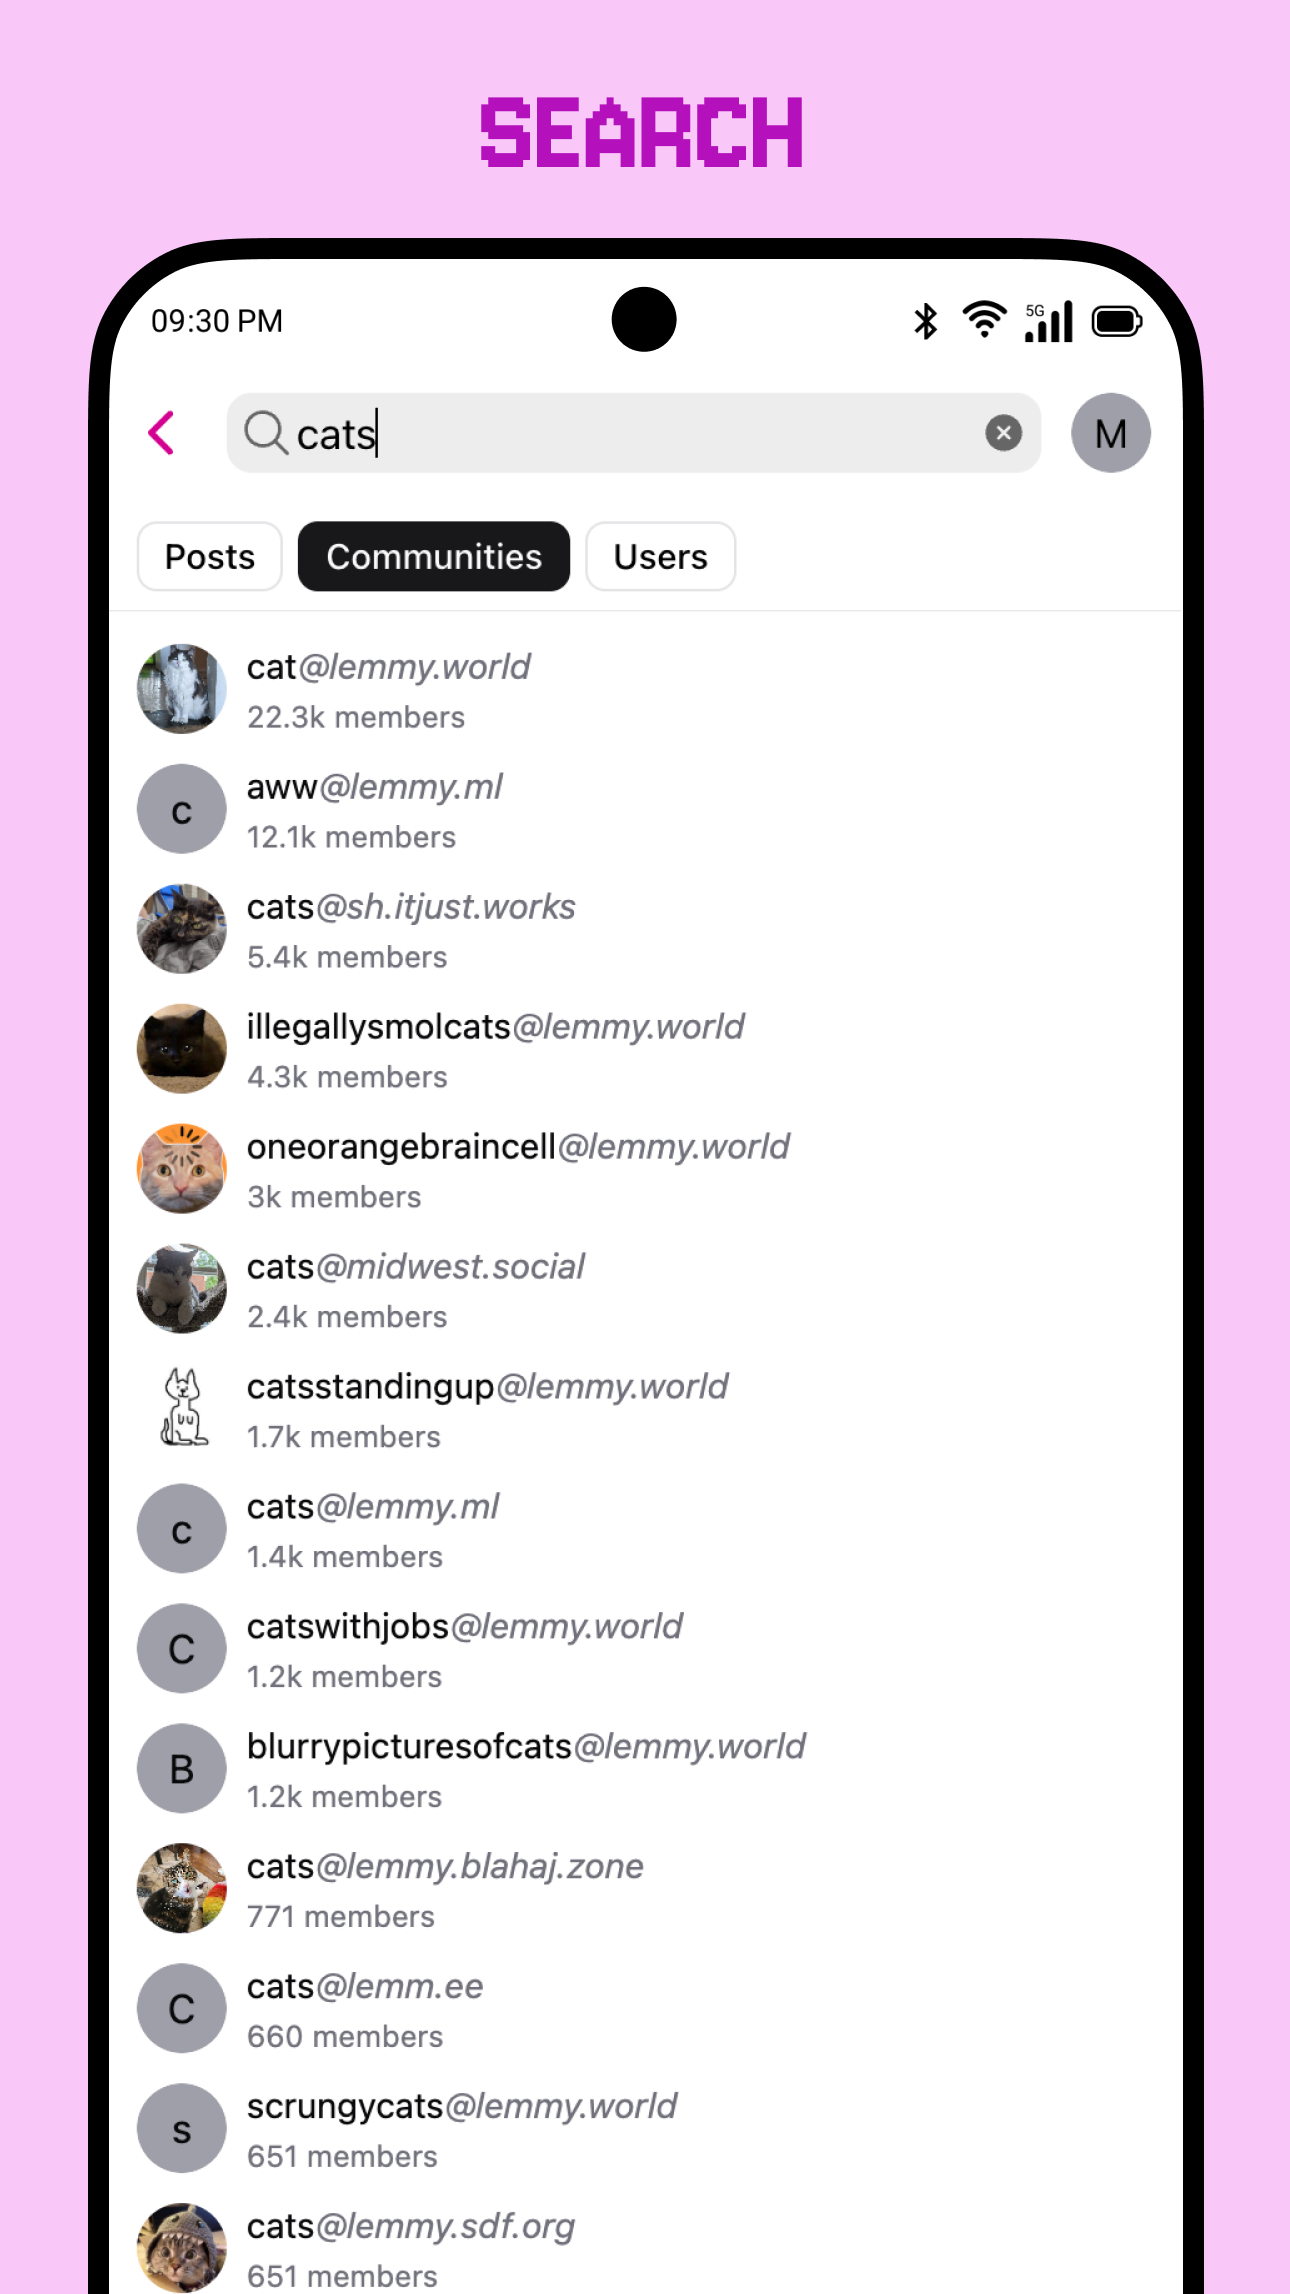 SEARCH
09:30 PM
5G
cats
M
Posts Communities Users
cat@lemmy.world
22.3k members
c
aww@lemmy.ml
12.1k members
cats@sh.itjust.works
5.4k members
illegallysmolcats@lemmy.world
4.3k members
oneorangebraincell@lemmy.world
3k members
cats@midwest.social
2.4k members
catsstandingup@lemmy.world
1.7k members
c
cats@lemmy.ml
1.4k members
C
catswithjobs@lemmy.world
1.2k members
B
blurrypicturesofcats@lemmy.world
1.2k members
cats@lemmy.blahaj.zone
771 members
C
cats@lemm.ee
660 members
s
scrungycats@lemmy.world
651 members
cats@lemmy.sdf.org
651 members